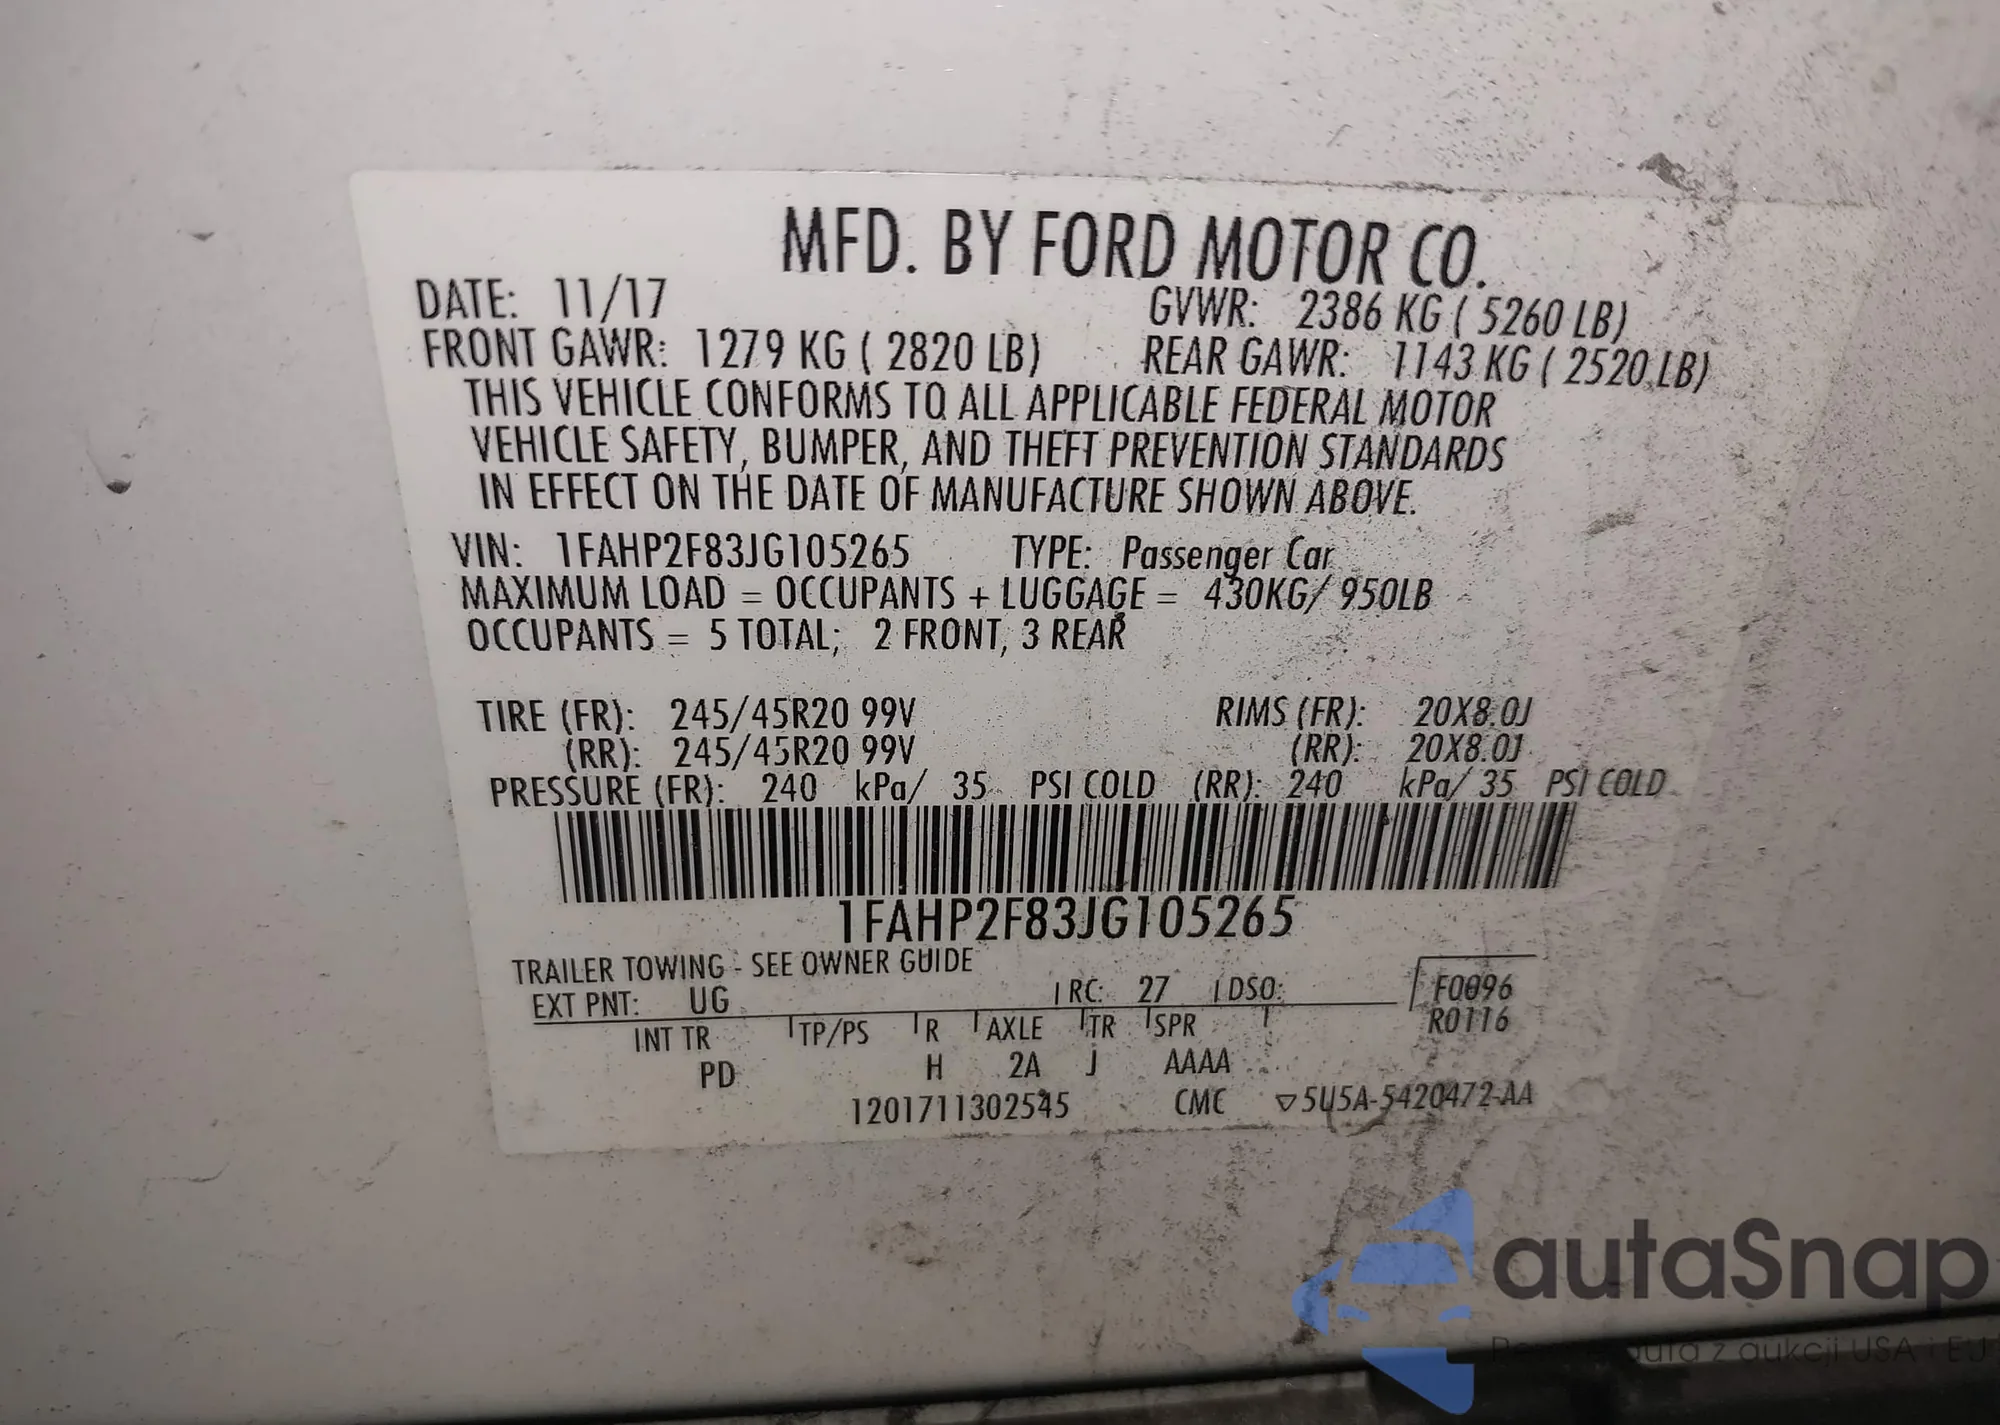 MFD. BY FORD MOTOR CO.
DATE: 11/17 GVWR: 2386 KG ( 5260 LB)
FRONT GAWR: 1279 KG ( 2820 LB) REAR GAWR: 1143 KG ( 2520 LB)
THIS VEHICLE CONFORMS TO ALL APPLICABLE FEDERAL MOTOR
VEHICLE SAFETY, BUMPER, AND THEFT PREVENTION STANDARDS
IN EFFECT ON THE DATE OF MANUFACTURE SHOWN ABOVE.
VIN: 1FAHP2F83JG105265 TYPE: Passenger Car
MAXIMUM LOAD = OCCUPANTS + LUGGAGE = 430KG/ 950LB
OCCUPANTS = 5 TOTAL; 2 FRONT, 3 REAR
TIRE (FR): 245/45R20 99V RIMS (FR): 20X8.0J
(RR): 245/45R20 99V (RR): 20X8.0J
PRESSURE (FR): 240 kPa/ 35 PSI COLD (RR): 240 kPa/ 35 PSI COLD
1FAHP2F83JG105265
TRAILER TOWING - SEE OWNER GUIDE
EXT PNT: UG RC: 27 DSO: F0096
INT TR TP/PS R AXLE TR SPR R0116
PD H 2A J AAAA
1201711302545 CMC ▽5U5A-5420472-AA
autaSnap
auta z aukcji USA i EU